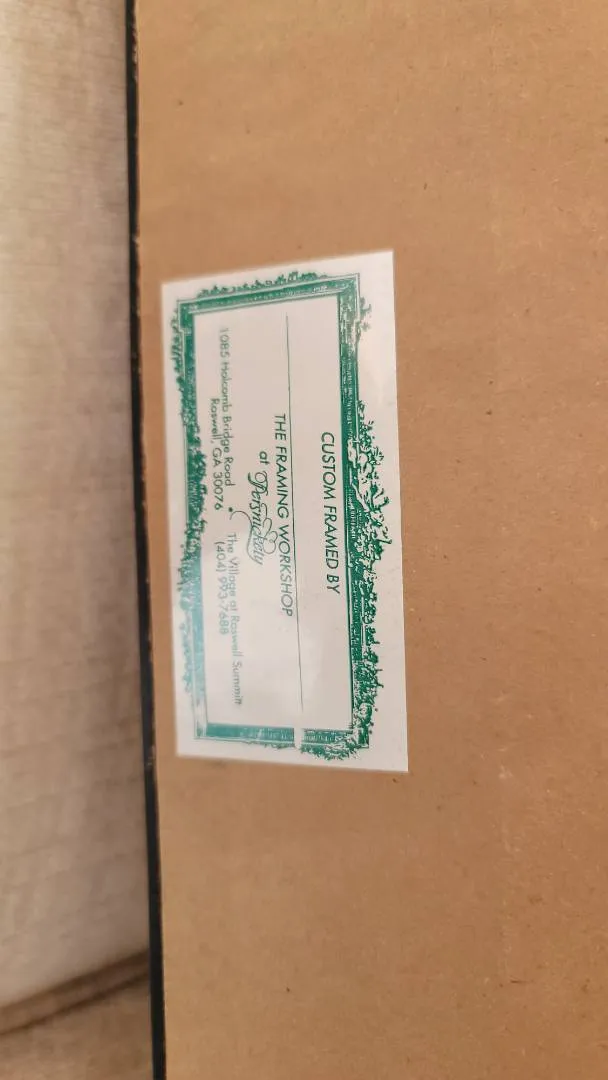 CUSTOM FRAMED BY
THE FRAMING WORKSHOP
at Persnickety
1085 Holcomb Bridge Road • The Village at Roswell Summit
Roswell, GA 30076 (404) 993-7688